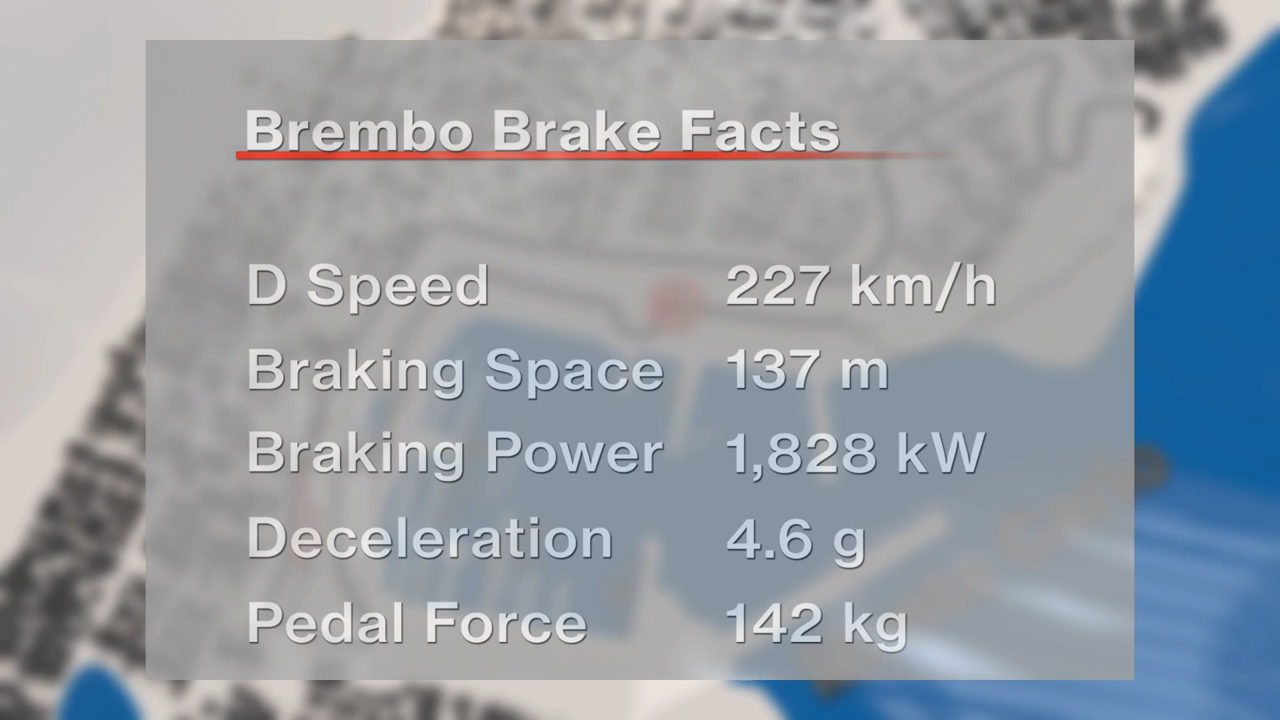 Brembo Brake Facts
D Speed 227 km/h
Braking Space 137 m
Braking Power 1,828 kW
Deceleration 4.6 g
Pedal Force 142 kg